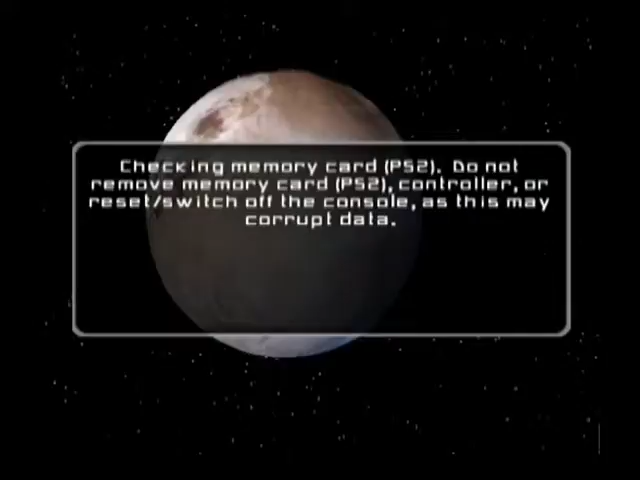 Checking memory card (PS2). Do not
remove memory card (PS2), controller, or
reset/switch off the console, as this may
corrupt data.